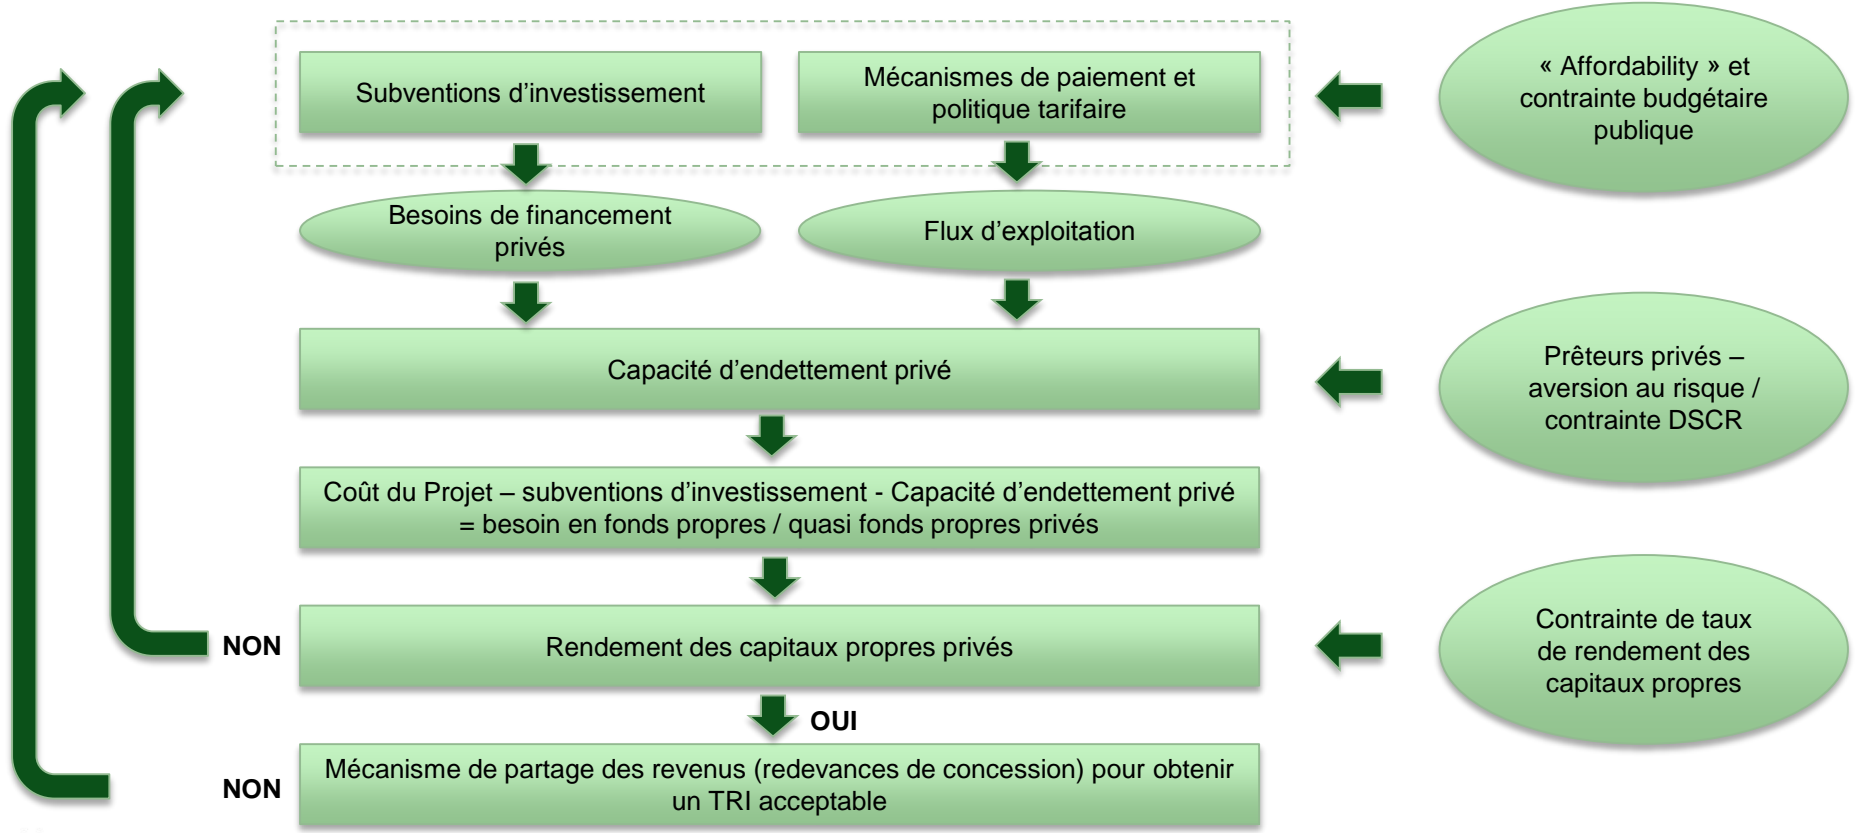 Subventions d’investissement
Mécanismes de paiement et
politique tarifaire
« Affordability » et
contrainte budgétaire
publique
Besoins de financement
privés
Flux d’exploitation
Capacité d’endettement privé
Prêteurs privés –
aversion au risque /
contrainte DSCR
Coût du Projet – subventions d’investissement - Capacité d’endettement privé
= besoin en fonds propres / quasi fonds propres privés
NON
Rendement des capitaux propres privés
Contrainte de taux
de rendement des
capitaux propres
OUI
NON
Mécanisme de partage des revenus (redevances de concession) pour obtenir
un TRI acceptable